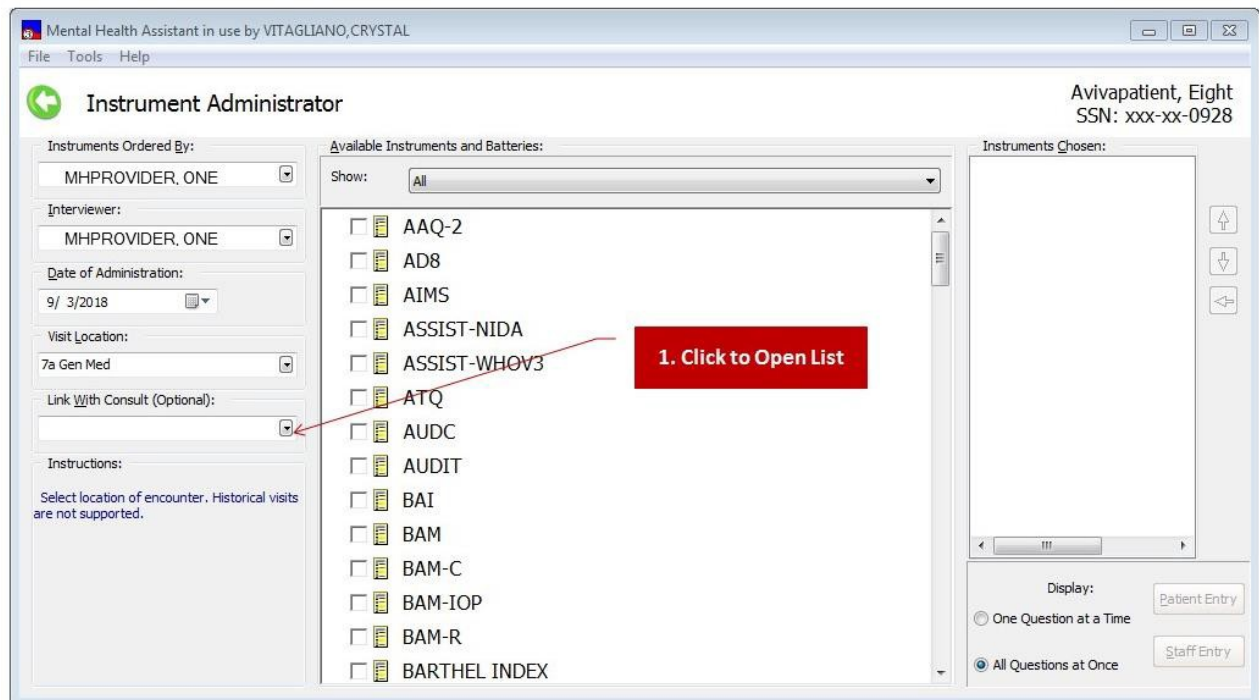 Mental Health Assistant in use by VITAGLIANO,CRYSTAL
File Tools Help
Instrument Administrator
Avivapatient, Eight
SSN: xxx-xx-0928
Instruments Ordered By:
MHPROVIDER, ONE
Interviewer:
MHPROVIDER, ONE
Date of Administration:
9/ 3/2018
Visit Location:
7a Gen Med
Link With Consult (Optional):
Instructions:
Select location of encounter. Historical visits
are not supported.
Available Instruments and Batteries:
Show: All
AAQ-2
AD8
AIMS
ASSIST-NIDA
ASSIST-WHOV3
ATQ
AUDC
AUDIT
BAI
BAM
BAM-C
BAM-IOP
BAM-R
BARTHEL INDEX
1. Click to Open List
Instruments Chosen:
Display:
One Question at a Time
All Questions at Once
Patient Entry
Staff Entry